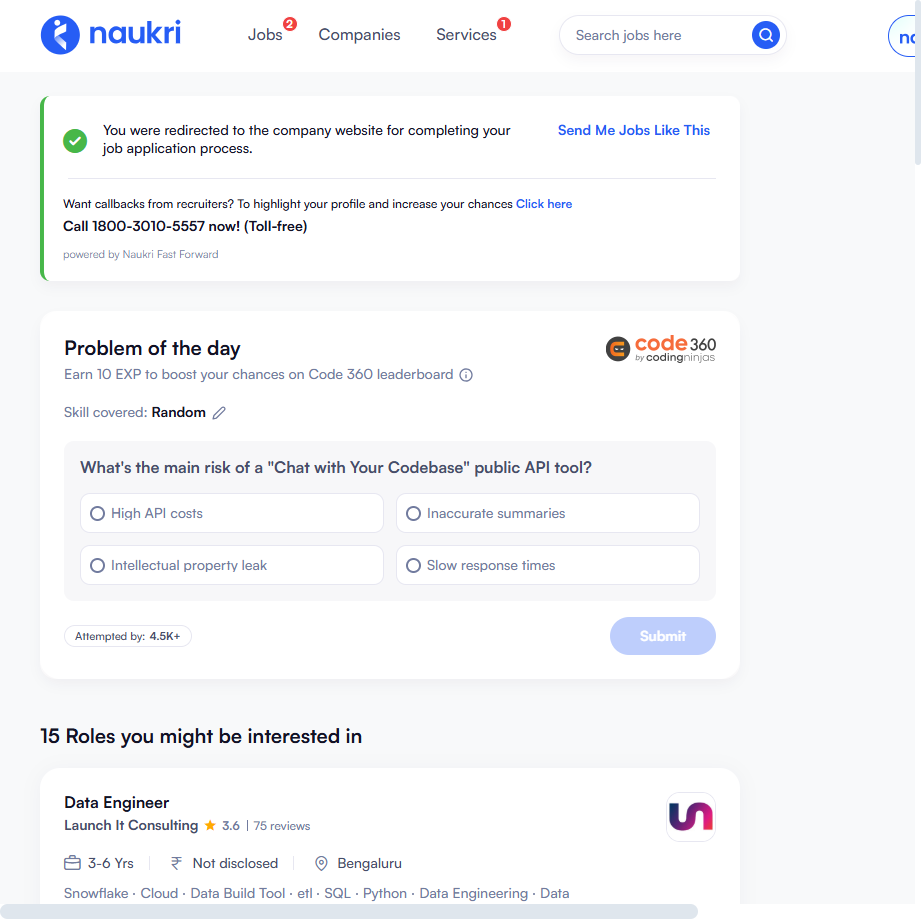 naukri
Jobs 2
Companies
Services 1
Search jobs here
You were redirected to the company website for completing your
job application process.
Send Me Jobs Like This
Want callbacks from recruiters? To highlight your profile and increase your chances Click here
Call 1800-3010-5557 now! (Toll-free)
powered by Naukri Fast Forward
Problem of the day
code 360
by codingninjas
Earn 10 EXP to boost your chances on Code 360 leaderboard
Skill covered: Random
What's the main risk of a "Chat with Your Codebase" public API tool?
High API costs
Inaccurate summaries
Intellectual property leak
Slow response times
Attempted by: 4.5K+
Submit
15 Roles you might be interested in
Data Engineer
Launch It Consulting 3.6 | 75 reviews
3-6 Yrs
₹ Not disclosed
Bengaluru
Snowflake · Cloud · Data Build Tool · etl · SQL · Python · Data Engineering · Data